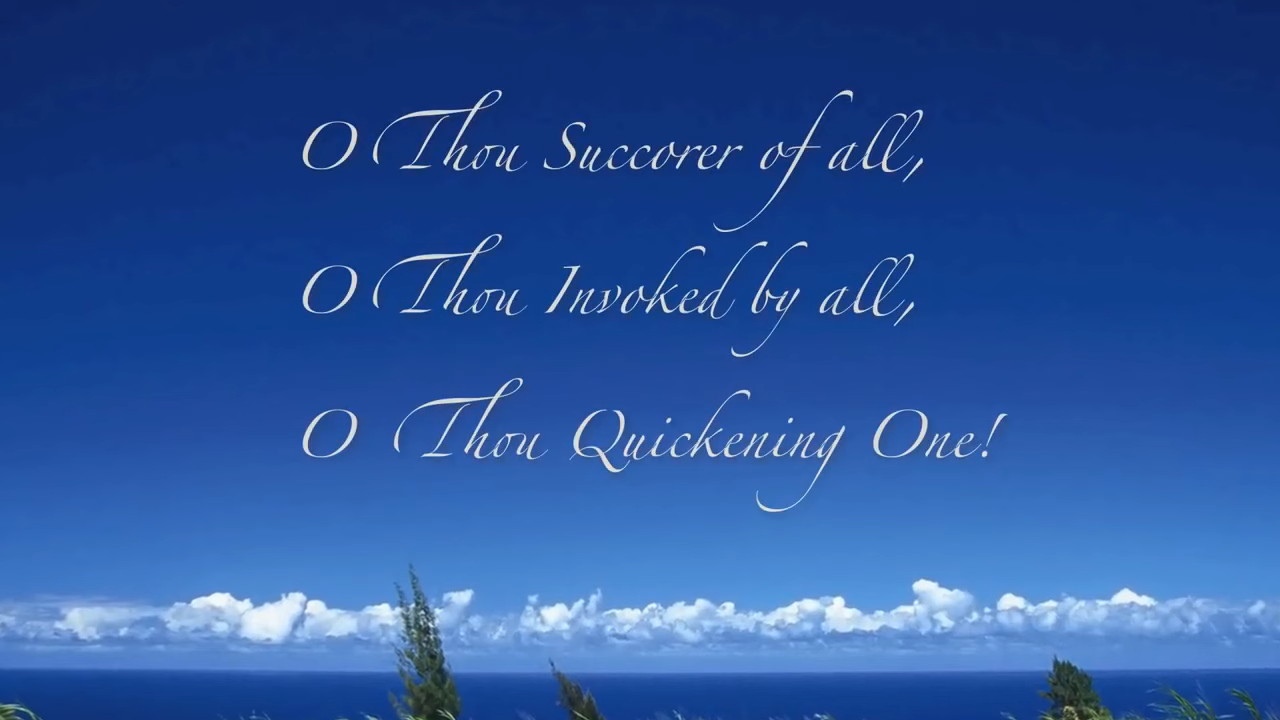 O Thou Succorer of all,
O Thou Invoked by all,
O Thou Quickening One!